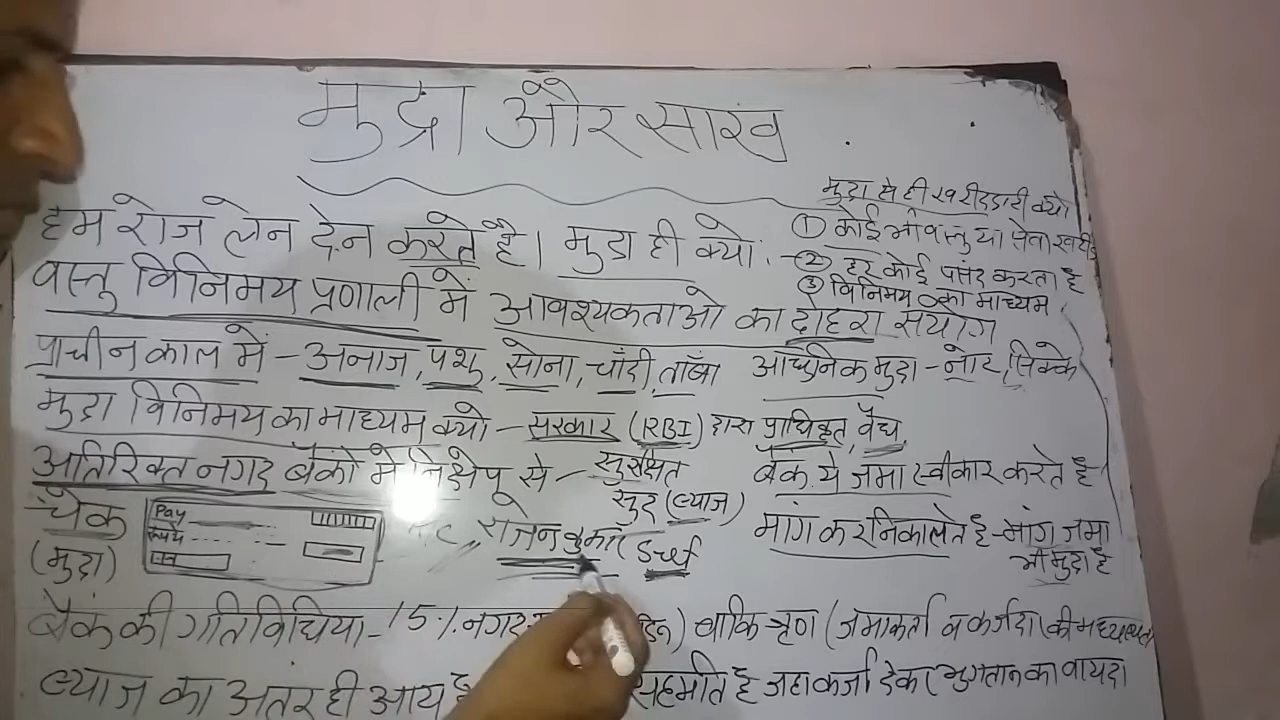 मुद्रा और साख
मुद्रा से ही खरीददारी क्यो
हम रोज लेन देन करते है। मुद्रा ही क्यो:
① कोई भी वस्तु या सेवा खरीद
② हर कोई पसंद करता है
③ विनिमय का माध्यम
वस्तु विनिमय प्रणाली में आवश्यकताओ का दोहरा संयोग
प्राचीन काल में - अनाज, पशु, सोना, चाँदी, ताँबा आधुनिक मुद्रा - नोट, सिक्के
मुद्रा विनिमय का माध्यम क्यो - सरकार (RBI) द्वारा प्राधिकृत, वैध
अतिरिक्त नगद बैंको में निक्षेप से - सुरक्षित
सुद (ब्याज)
बैंक ये जमा स्वीकार करते है
मांग कर निकालते है - मांग जमा
भी मुद्रा है
चेक
(मुद्रा)
Pay
रूपये
राजन कुमार
बैंक की गतिविधिया - 15% नगद बाकि ऋण (जमाकर्ता व कर्जदार की मध्यस्थता
ब्याज का अंतर ही आय है सहमति है जहा कर्जा देकर भुगतान का वायदा